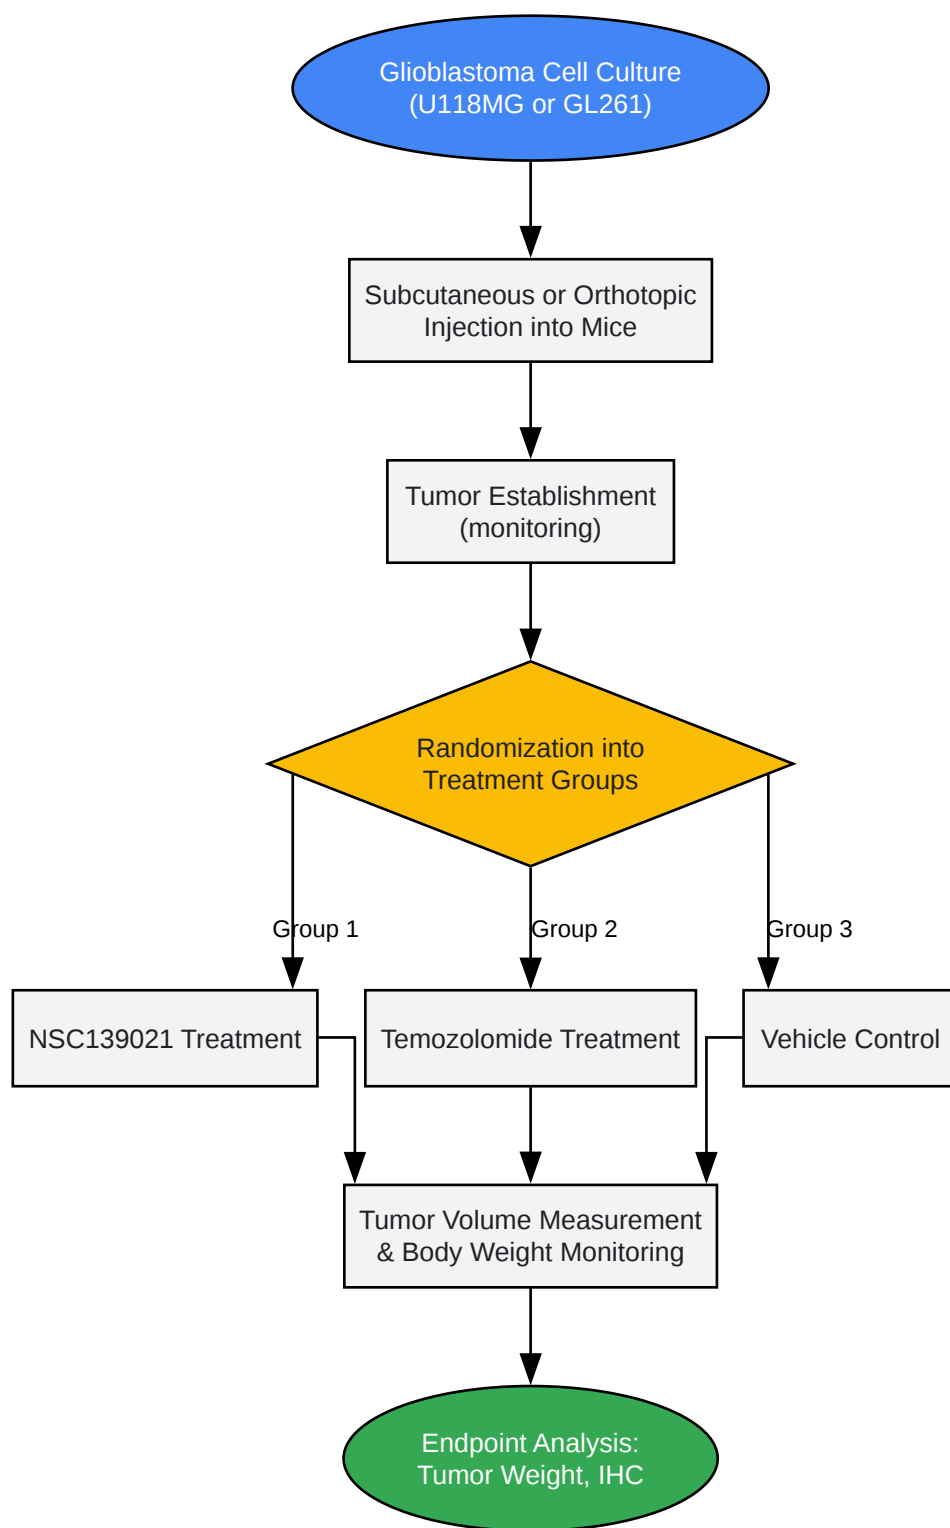 Glioblastoma Cell Culture
(U118MG or GL261)
Subcutaneous or Orthotopic
Injection into Mice
Tumor Establishment
(monitoring)
Randomization into
Treatment Groups
Group 1
Group 2
Group 3
NSC139021 Treatment
Temozolomide Treatment
Vehicle Control
Tumor Volume Measurement
& Body Weight Monitoring
Endpoint Analysis:
Tumor Weight, IHC